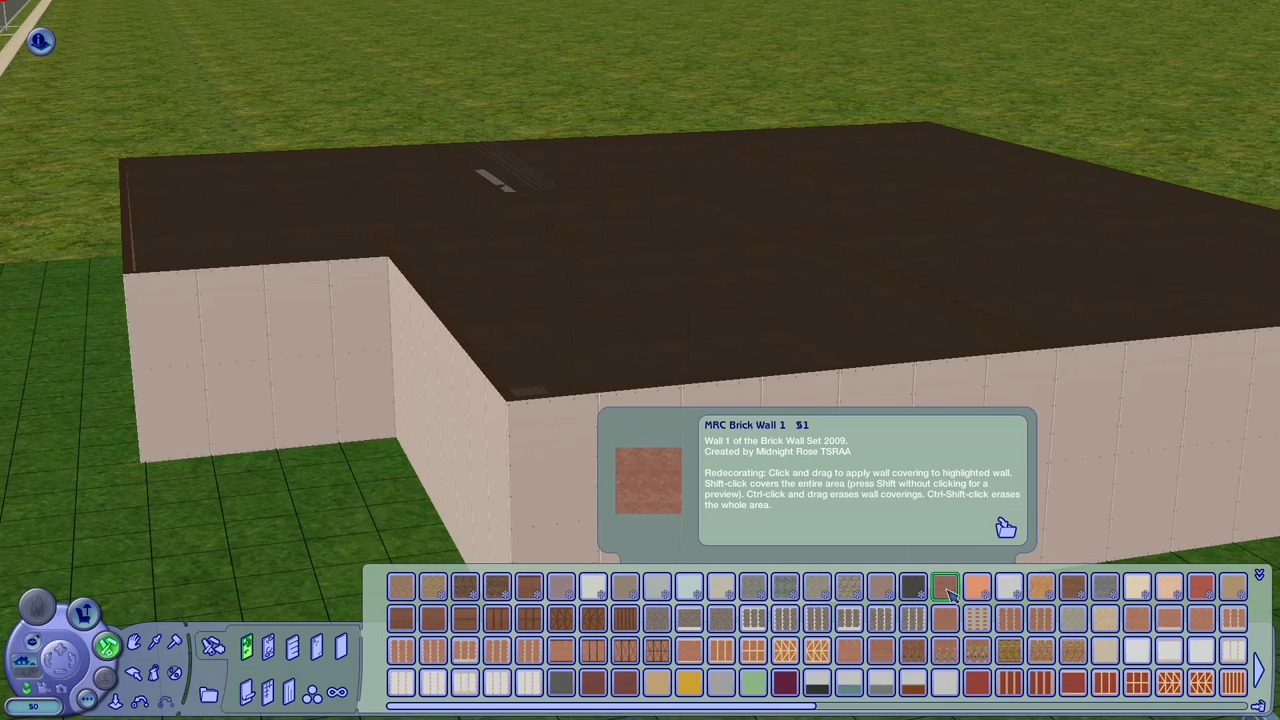 MRC Brick Wall 1 §1
Wall 1 of the Brick Wall Set 2009.
Created by Midnight Rose TSRAA
Redecorating: Click and drag to apply wall covering to highlighted wall.
Shift-click covers the entire area (press Shift without clicking for a
preview). Ctrl-click and drag erases wall coverings. Ctrl-Shift-click erases
the whole area.
§0